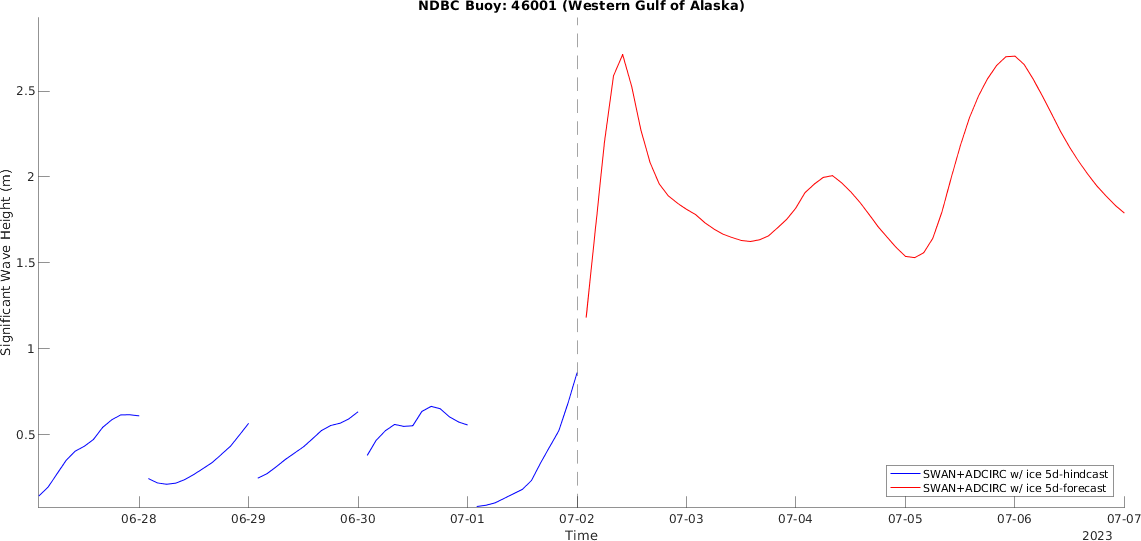 NDBC Buoy: 46001 (Western Gulf of Alaska)
Significant Wave Height (m)
2.5
2
1.5
1
0.5
SWAN+ADCIRC w/ ice 5d-hindcast
SWAN+ADCIRC w/ ice 5d-forecast
06-28 06-29 06-30 07-01 07-02 07-03 07-04 07-05 07-06 07-07
Time
2023